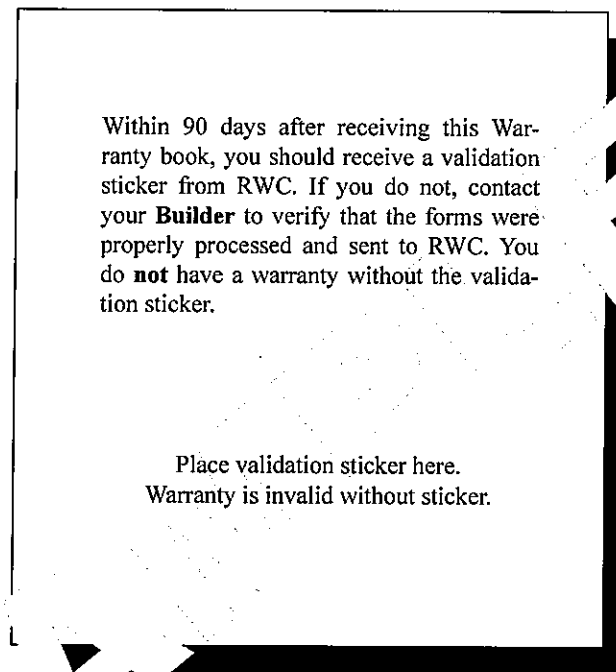 Within 90 days after receiving this War-
ranty book, you should receive a validation
sticker from RWC. If you do not, contact
your Builder to verify that the forms were
properly processed and sent to RWC. You
do not have a warranty without the valida-
tion sticker.
Place validation sticker here.
Warranty is invalid without sticker.